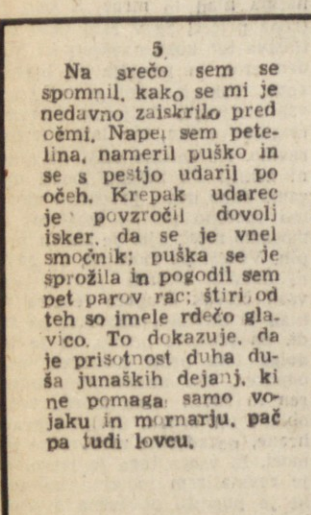 5
Na srečo sem se
spomnil, kako se mi je
nedavno zaiskrilo pred
očmi. Napel sem pete-
lina, nameril puško in
se s pestjo udaril po
očeh. Krepak udarec
je povzročil dovolj
isker, da se je vnel
smodnik; puška se je
sprožila in pogodil sem
pet parov rac; štiri od
teh so imele rdečo gla-
vico. To dokazuje, da
je prisotnost duha du-
ša junaških dejanj, ki
ne pomaga samo vo-
jaku in mornarju, pač
pa tudi lovcu.